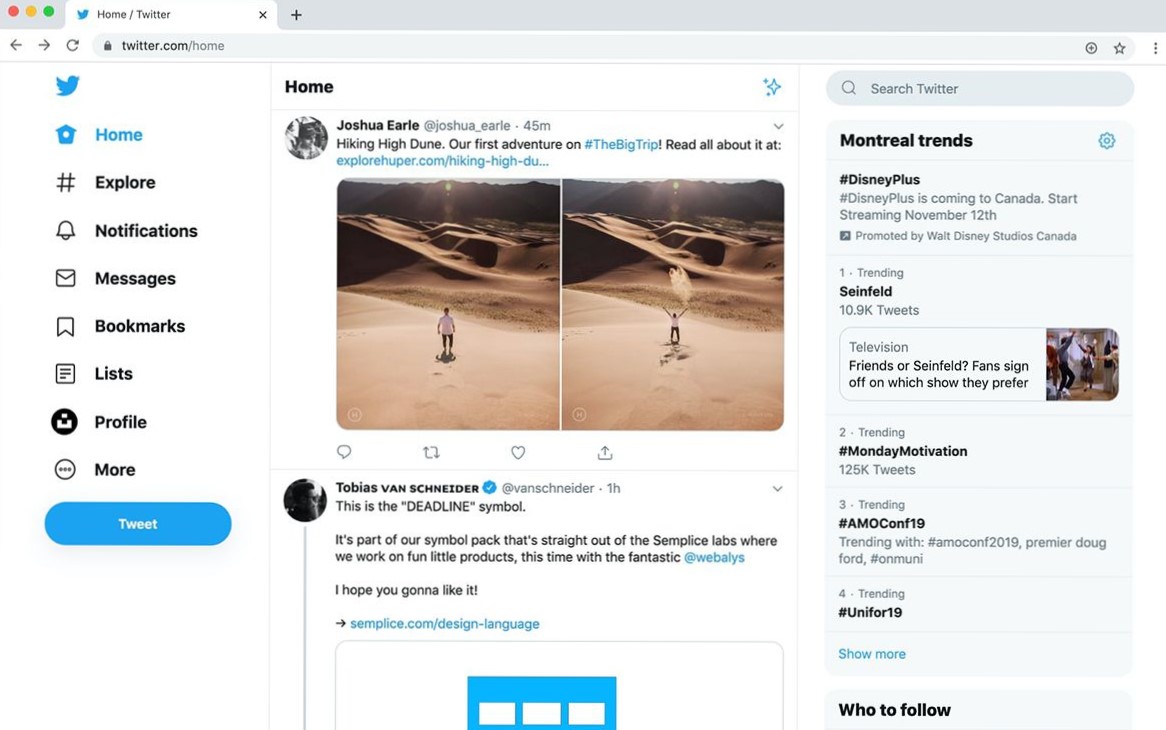 Home / Twitter
twitter.com/home
Home
Explore
Notifications
Messages
Bookmarks
Lists
Profile
More
Tweet
Home
Joshua Earle @joshua_earle · 45m
Hiking High Dune. Our first adventure on #TheBigTrip! Read all about it at:
explorehuper.com/hiking-high-du...
Tobias VAN SCHNEIDER @vanschneider · 1h
This is the "DEADLINE" symbol.
It's part of our symbol pack that's straight out of the Semplice labs where
we work on fun little products, this time with the fantastic @webalys
I hope you gonna like it!
→ semplice.com/design-language
Search Twitter
Montreal trends
#DisneyPlus
#DisneyPlus is coming to Canada. Start
Streaming November 12th
Promoted by Walt Disney Studios Canada
1 · Trending
Seinfeld
10.9K Tweets
Television
Friends or Seinfeld? Fans sign
off on which show they prefer
2 · Trending
#MondayMotivation
125K Tweets
3 · Trending
#AMOConf19
Trending with: #amoconf2019, premier doug
ford, #onmuni
4 · Trending
#Unifor19
Show more
Who to follow